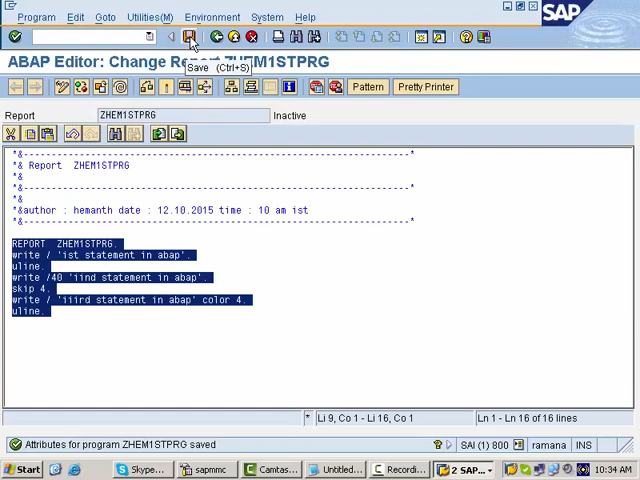 Program Edit Goto Utilities(M) Environment System Help
SAP
Save (Ctrl+S)
ABAP Editor: Change Report ZHEM1STPRG
Pattern Pretty Printer
Report ZHEM1STPRG Inactive
*&---------------------------------------------------------------------*
*& Report ZHEM1STPRG
*&
*&---------------------------------------------------------------------*
*&
*&author : hemanth date : 12.10.2015 time : 10 am ist
*&---------------------------------------------------------------------*
REPORT ZHEM1STPRG.
write / 'ist statement in abap'.
uline.
write /40 'iind statement in abap'.
skip 4.
write / 'iiird statement in abap' color 4.
uline.
* Li 9, Co 1 - Li 16, Co 1 Ln 1 - Ln 16 of 16 lines
Attributes for program ZHEM1STPRG saved SAI (1) 800 ramana INS
Start Skype... sapmmc Camtas... Untitled... Recordi... 2 SAP... 10:34 AM